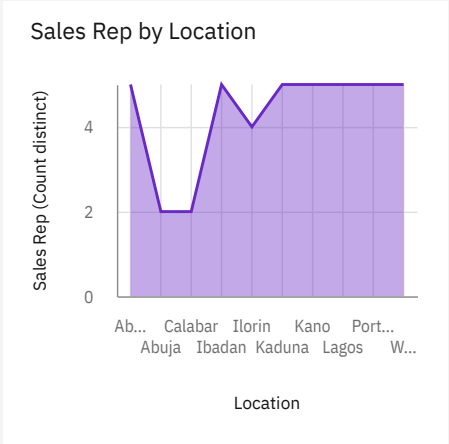 Sales Rep by Location
Sales Rep (Count distinct)
4
2
0
Ab... Calabar Ilorin Kano Port...
Abuja Ibadan Kaduna Lagos W...
Location